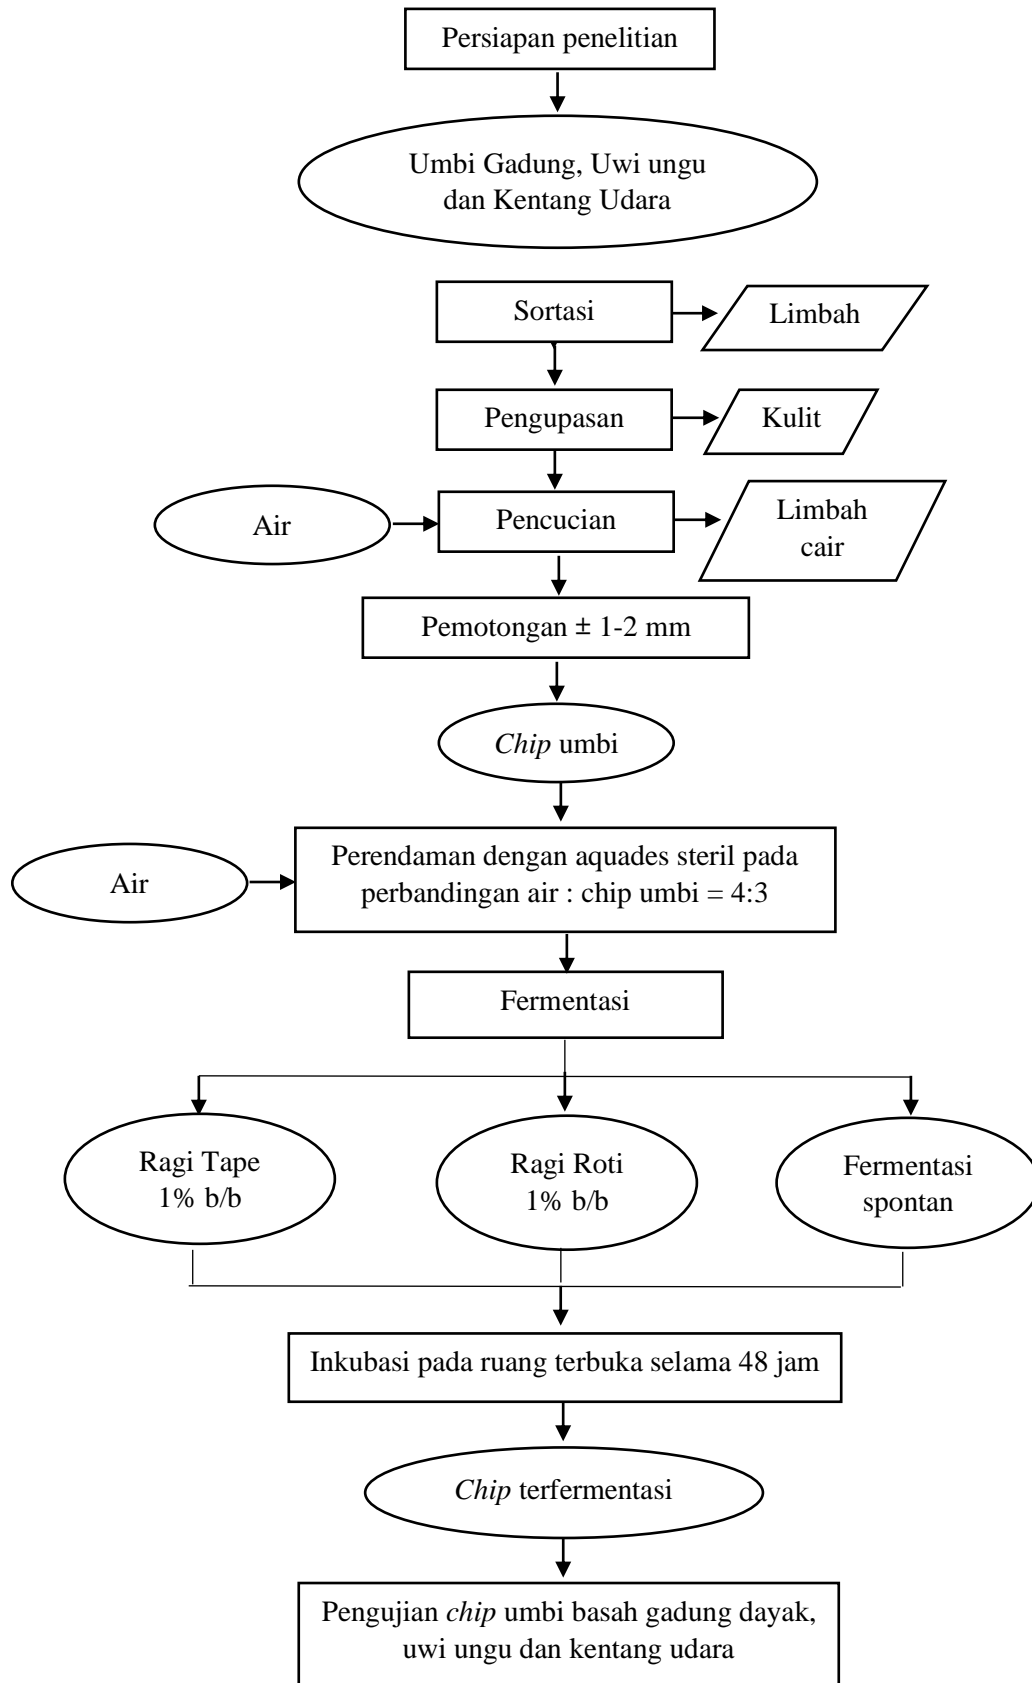 Persiapan penelitian
Umbi Gadung, Uwi ungu
dan Kentang Udara
Sortasi
Limbah
Pengupasan
Kulit
Air
Pencucian
Limbah
cair
Pemotongan ± 1-2 mm
Chip umbi
Air
Perendaman dengan aquades steril pada
perbandingan air : chip umbi = 4:3
Fermentasi
Ragi Tape
1% b/b
Ragi Roti
1% b/b
Fermentasi
spontan
Inkubasi pada ruang terbuka selama 48 jam
Chip terfermentasi
Pengujian chip umbi basah gadung dayak,
uwi ungu dan kentang udara